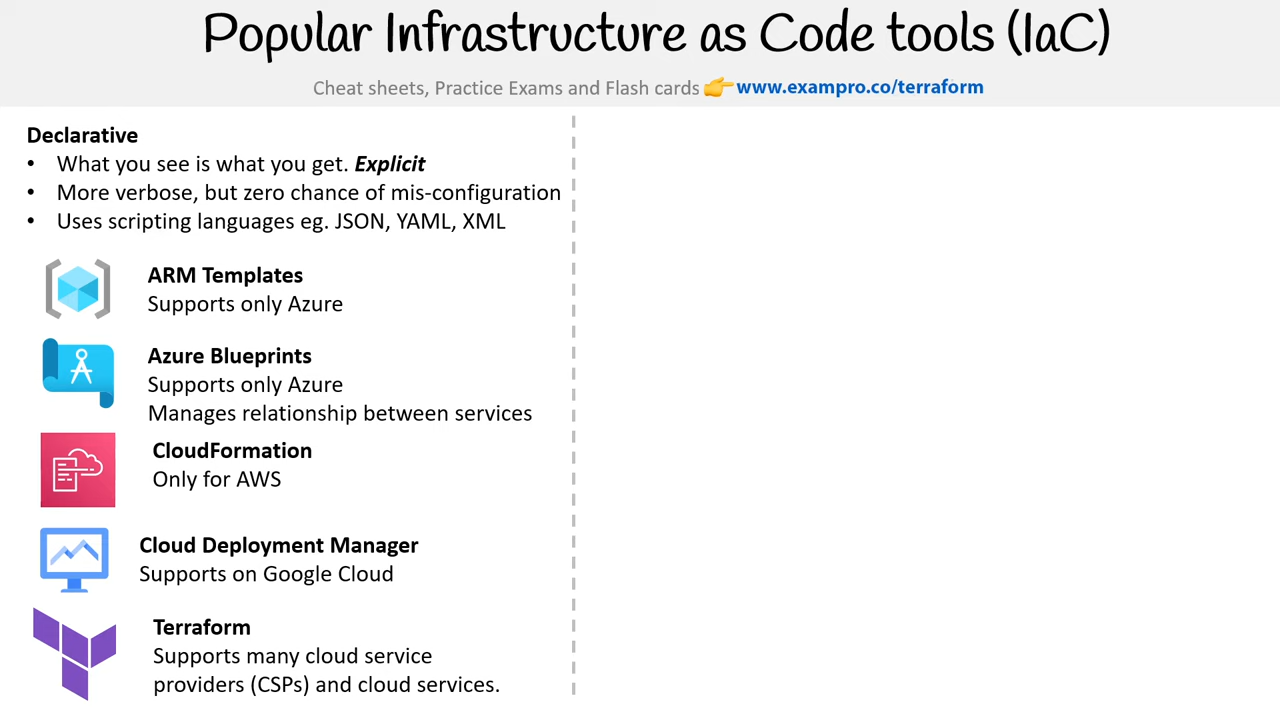 Popular Infrastructure as Code tools (IaC)
Cheat sheets, Practice Exams and Flash cards 👉 www.exampro.co/terraform
Declarative
• What you see is what you get. Explicit
• More verbose, but zero chance of mis-configuration
• Uses scripting languages eg. JSON, YAML, XML
ARM Templates
Supports only Azure
Azure Blueprints
Supports only Azure
Manages relationship between services
CloudFormation
Only for AWS
Cloud Deployment Manager
Supports on Google Cloud
Terraform
Supports many cloud service
providers (CSPs) and cloud services.